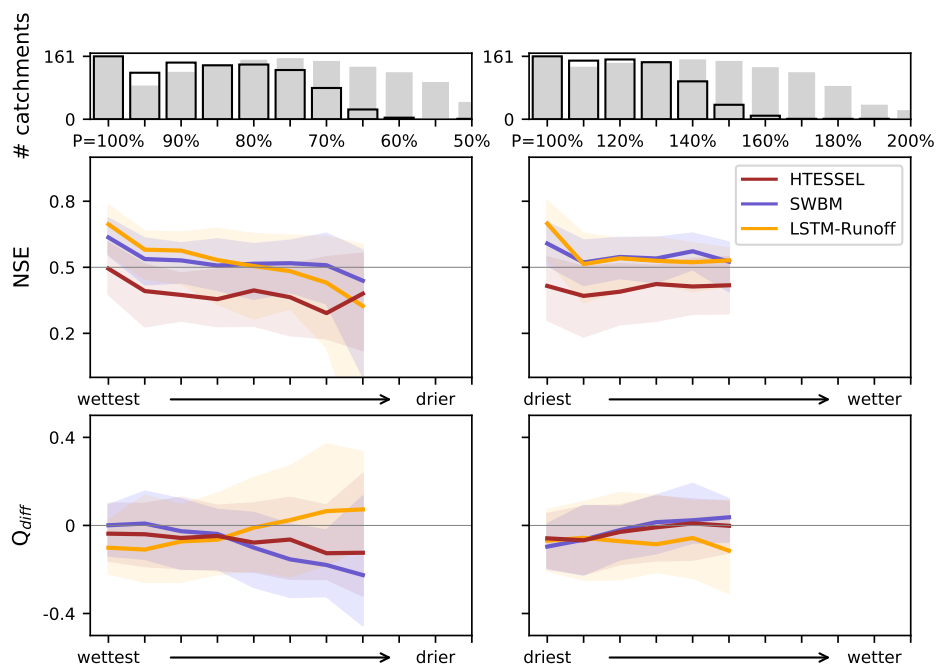 # catchments
161
0
161
0
P=100% 90% 80% 70% 60% 50%
P=100% 120% 140% 160% 180% 200%
NSE
0.8
0.5
0.2
HTESSEL
SWBM
LSTM-Runoff
wettest drier
driest wetter
Qdiff
0.4
0
-0.4
wettest drier
driest wetter